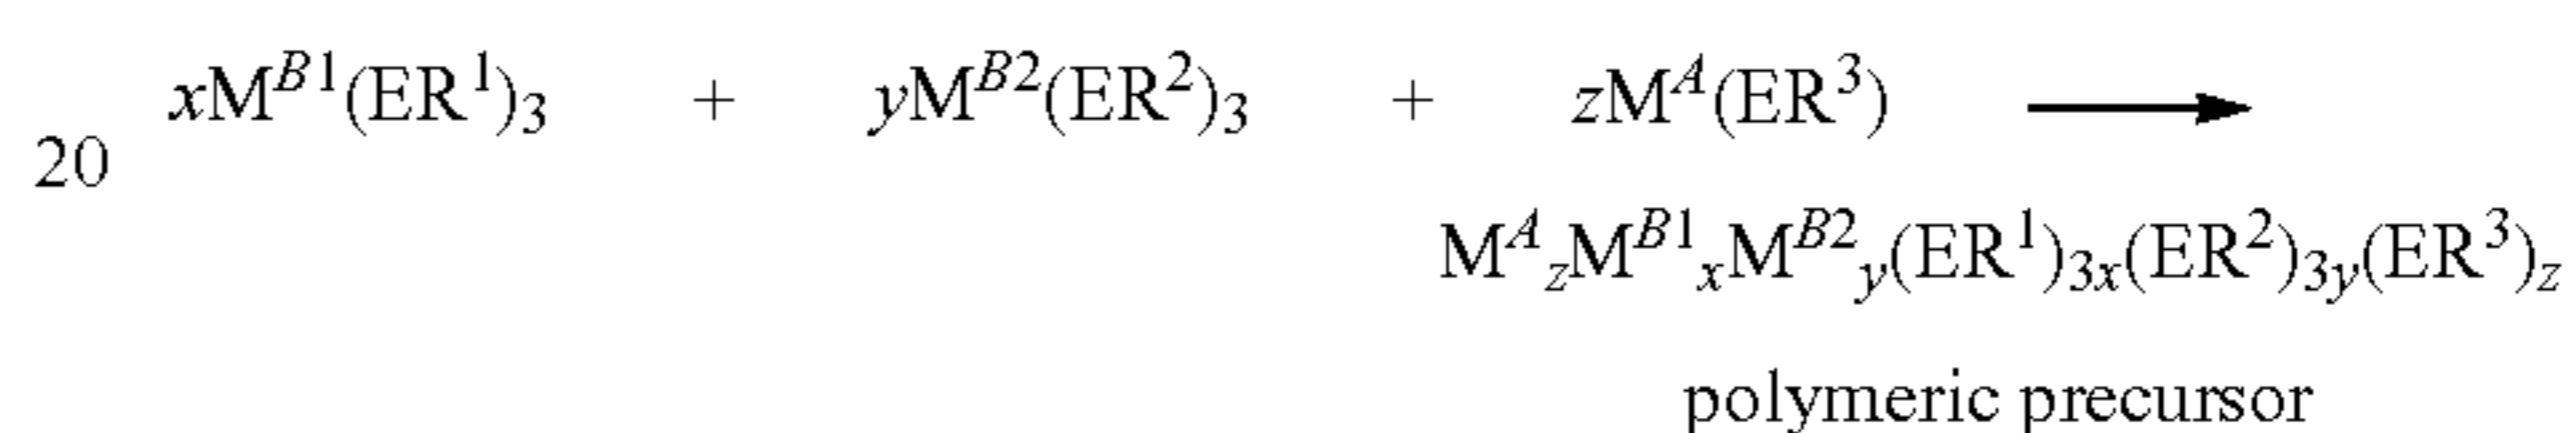 xM^{B1}(ER^1)_3 + yM^{B2}(ER^2)_3 + zM^A(ER^3) ⟶
20
M^A_zM^{B1}_xM^{B2}_y(ER^1)_{3x}(ER^2)_{3y}(ER^3)_z
polymeric precursor